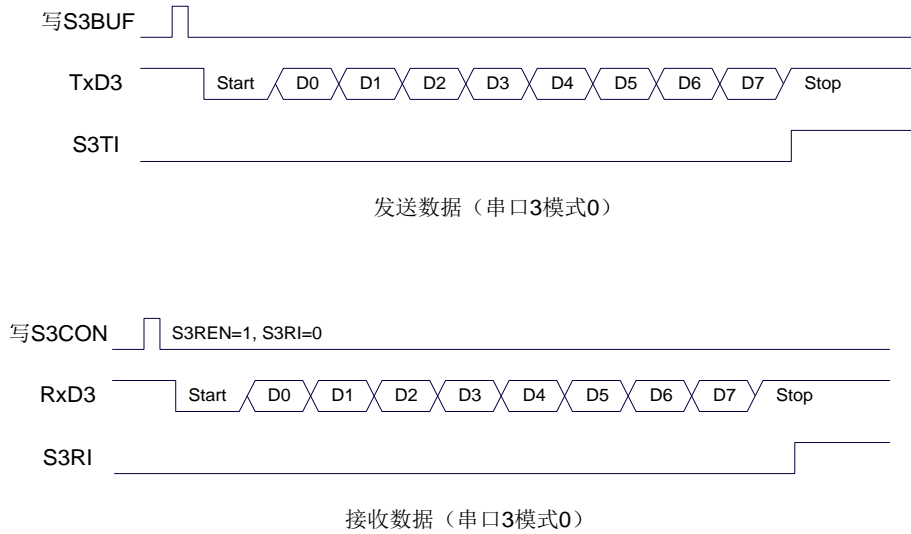 写S3BUF
TxD3 Start D0 D1 D2 D3 D4 D5 D6 D7 Stop
S3TI
发送数据（串口3模式0）
写S3CON S3REN=1, S3RI=0
RxD3 Start D0 D1 D2 D3 D4 D5 D6 D7 Stop
S3RI
接收数据（串口3模式0）